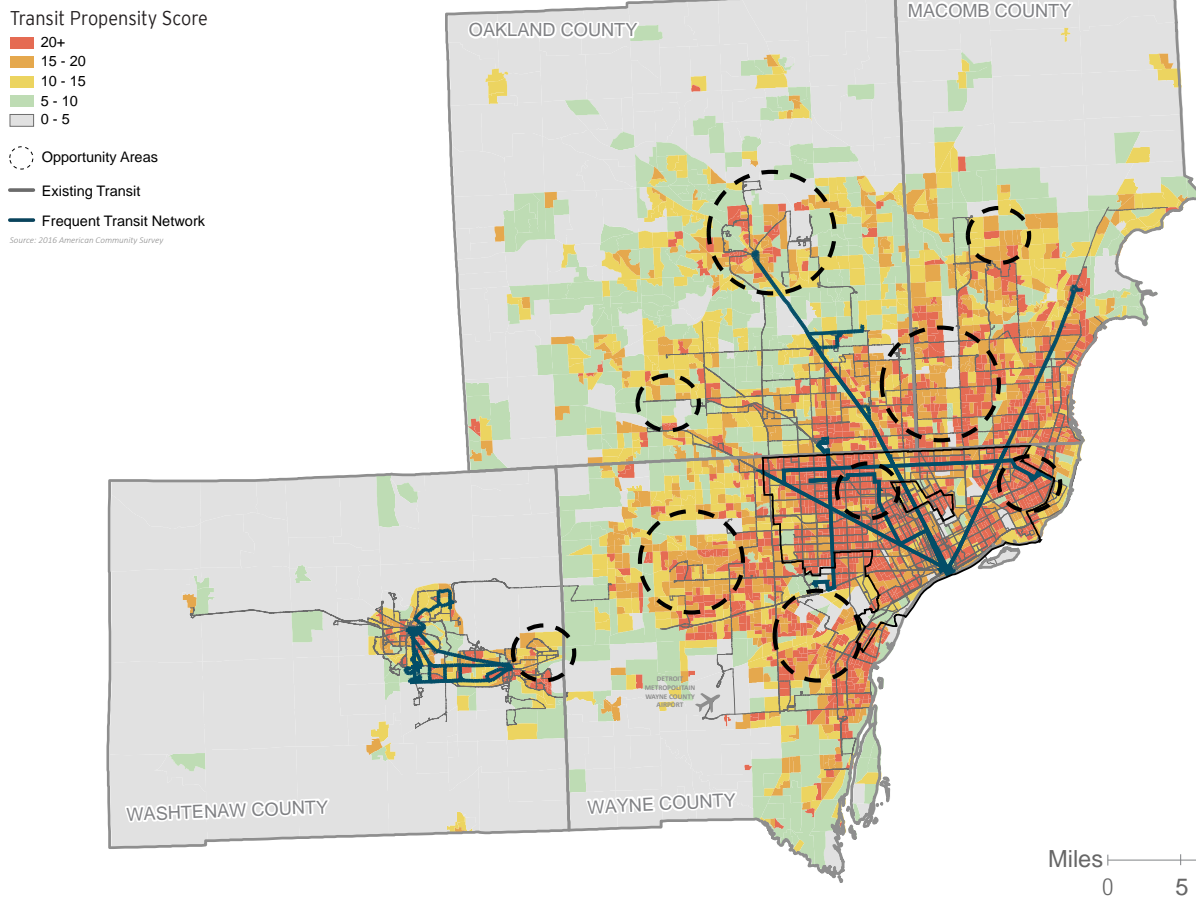 Transit Propensity Score
20+
15 - 20
10 - 15
5 - 10
0 - 5
Opportunity Areas
Existing Transit
Frequent Transit Network
Source: 2016 American Community Survey
OAKLAND COUNTY
MACOMB COUNTY
DETROIT
METROPOLITAN
WAYNE COUNTY
AIRPORT
WASHTENAW COUNTY
WAYNE COUNTY
Miles
0 5